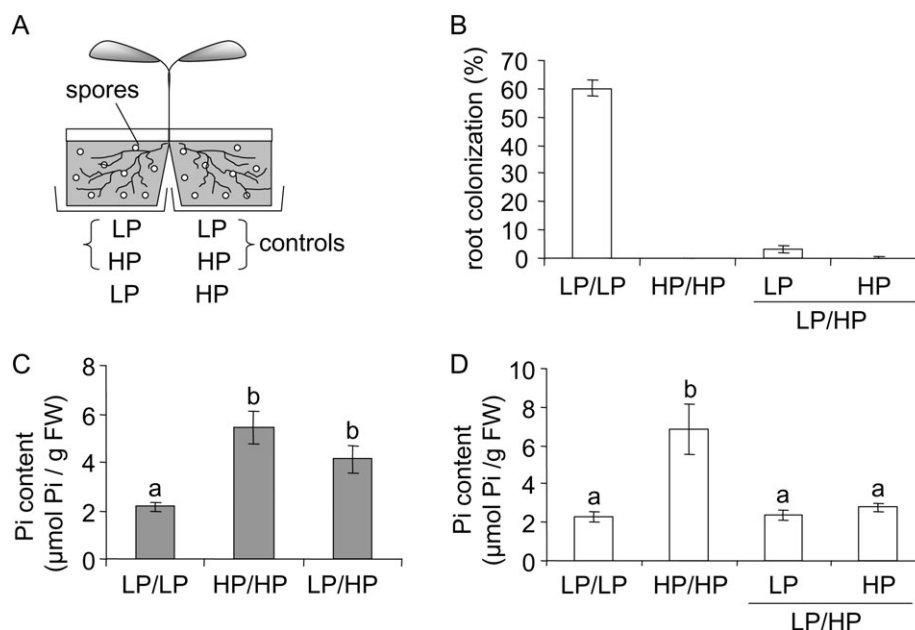 A
spores
LP LP
HP HP
controls
LP HP
B
root colonization (%)
70
60
50
40
30
20
10
0
LP/LP HP/HP LP HP
LP/HP
C
Pi content
(µmol Pi / g FW)
8
6
4
2
0
a
b
b
LP/LP HP/HP LP/HP
D
Pi content
(µmol Pi /g FW)
10
8
6
4
2
0
a
b
a
a
LP/LP HP/HP LP HP
LP/HP